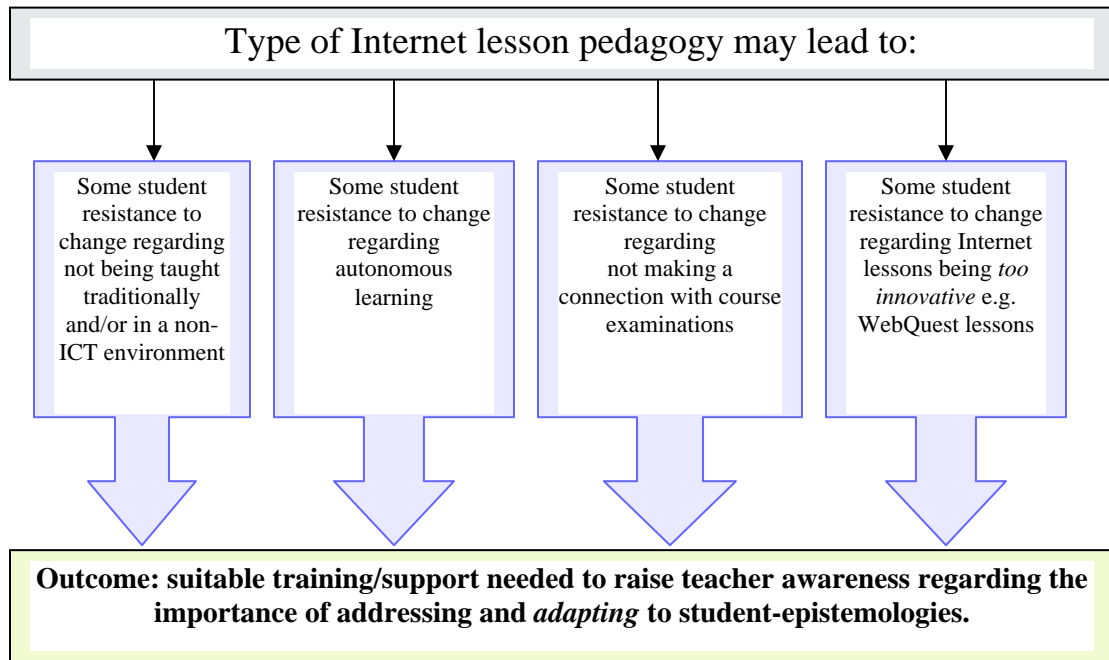 Type of Internet lesson pedagogy may lead to:
Some student
resistance to
change regarding
not being taught
traditionally
and/or in a non-
ICT environment
Some student
resistance to change
regarding
autonomous
learning
Some student
resistance to change
regarding
not making a
connection with course
examinations
Some student
resistance to change
regarding Internet
lessons being too
innovative e.g.
WebQuest lessons
Outcome: suitable training/support needed to raise teacher awareness regarding the
importance of addressing and adapting to student-epistemologies.